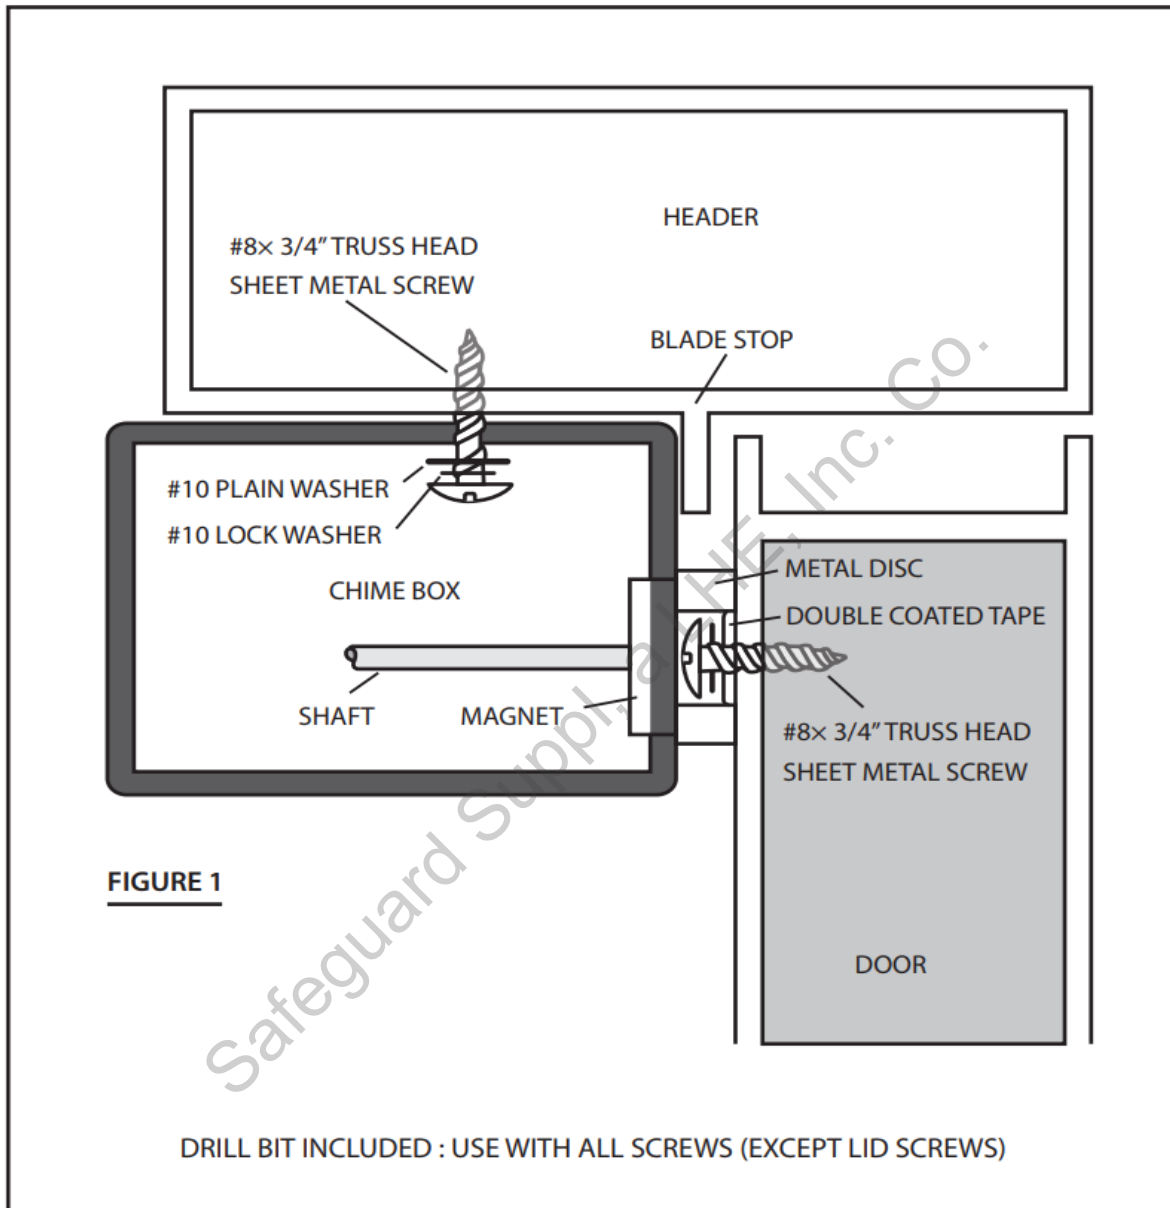 HEADER
#8× 3/4" TRUSS HEAD
SHEET METAL SCREW
BLADE STOP
#10 PLAIN WASHER
#10 LOCK WASHER
CHIME BOX
METAL DISC
DOUBLE COATED TAPE
SHAFT
MAGNET
#8× 3/4" TRUSS HEAD
SHEET METAL SCREW
FIGURE 1
DOOR
DRILL BIT INCLUDED : USE WITH ALL SCREWS (EXCEPT LID SCREWS)
Safeguard Suppl, a LHE, Inc. Co.